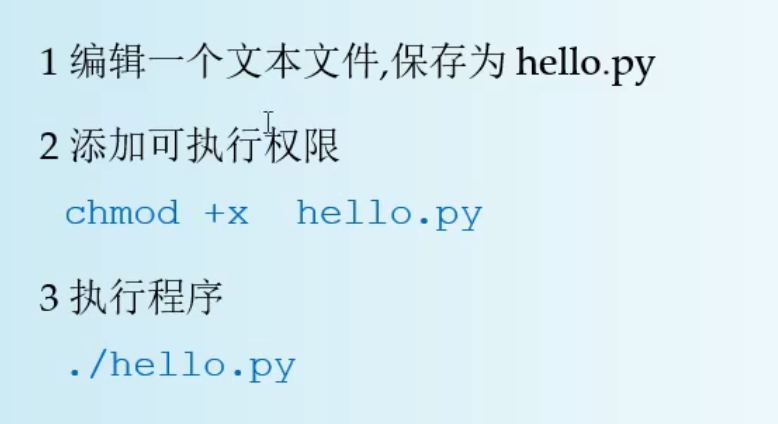 1 编辑一个文本文件,保存为 hello.py
2 添加可执行权限
chmod +x  hello.py
3 执行程序
./hello.py